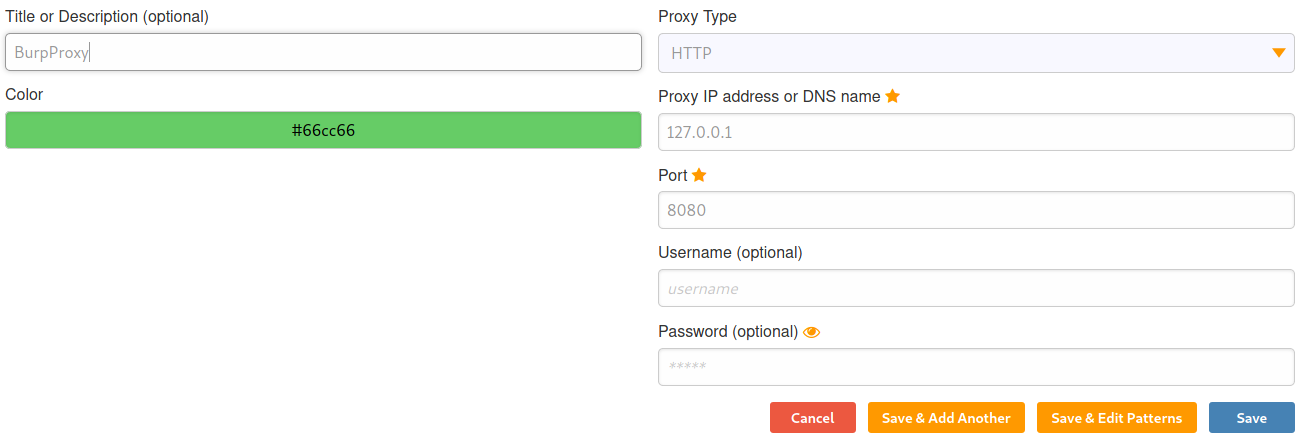 Title or Description (optional)
BurpProxy
Color
#66cc66
Proxy Type
HTTP
Proxy IP address or DNS name
127.0.0.1
Port
8080
Username (optional)
username
Password (optional)
*****
Cancel
Save & Add Another
Save & Edit Patterns
Save